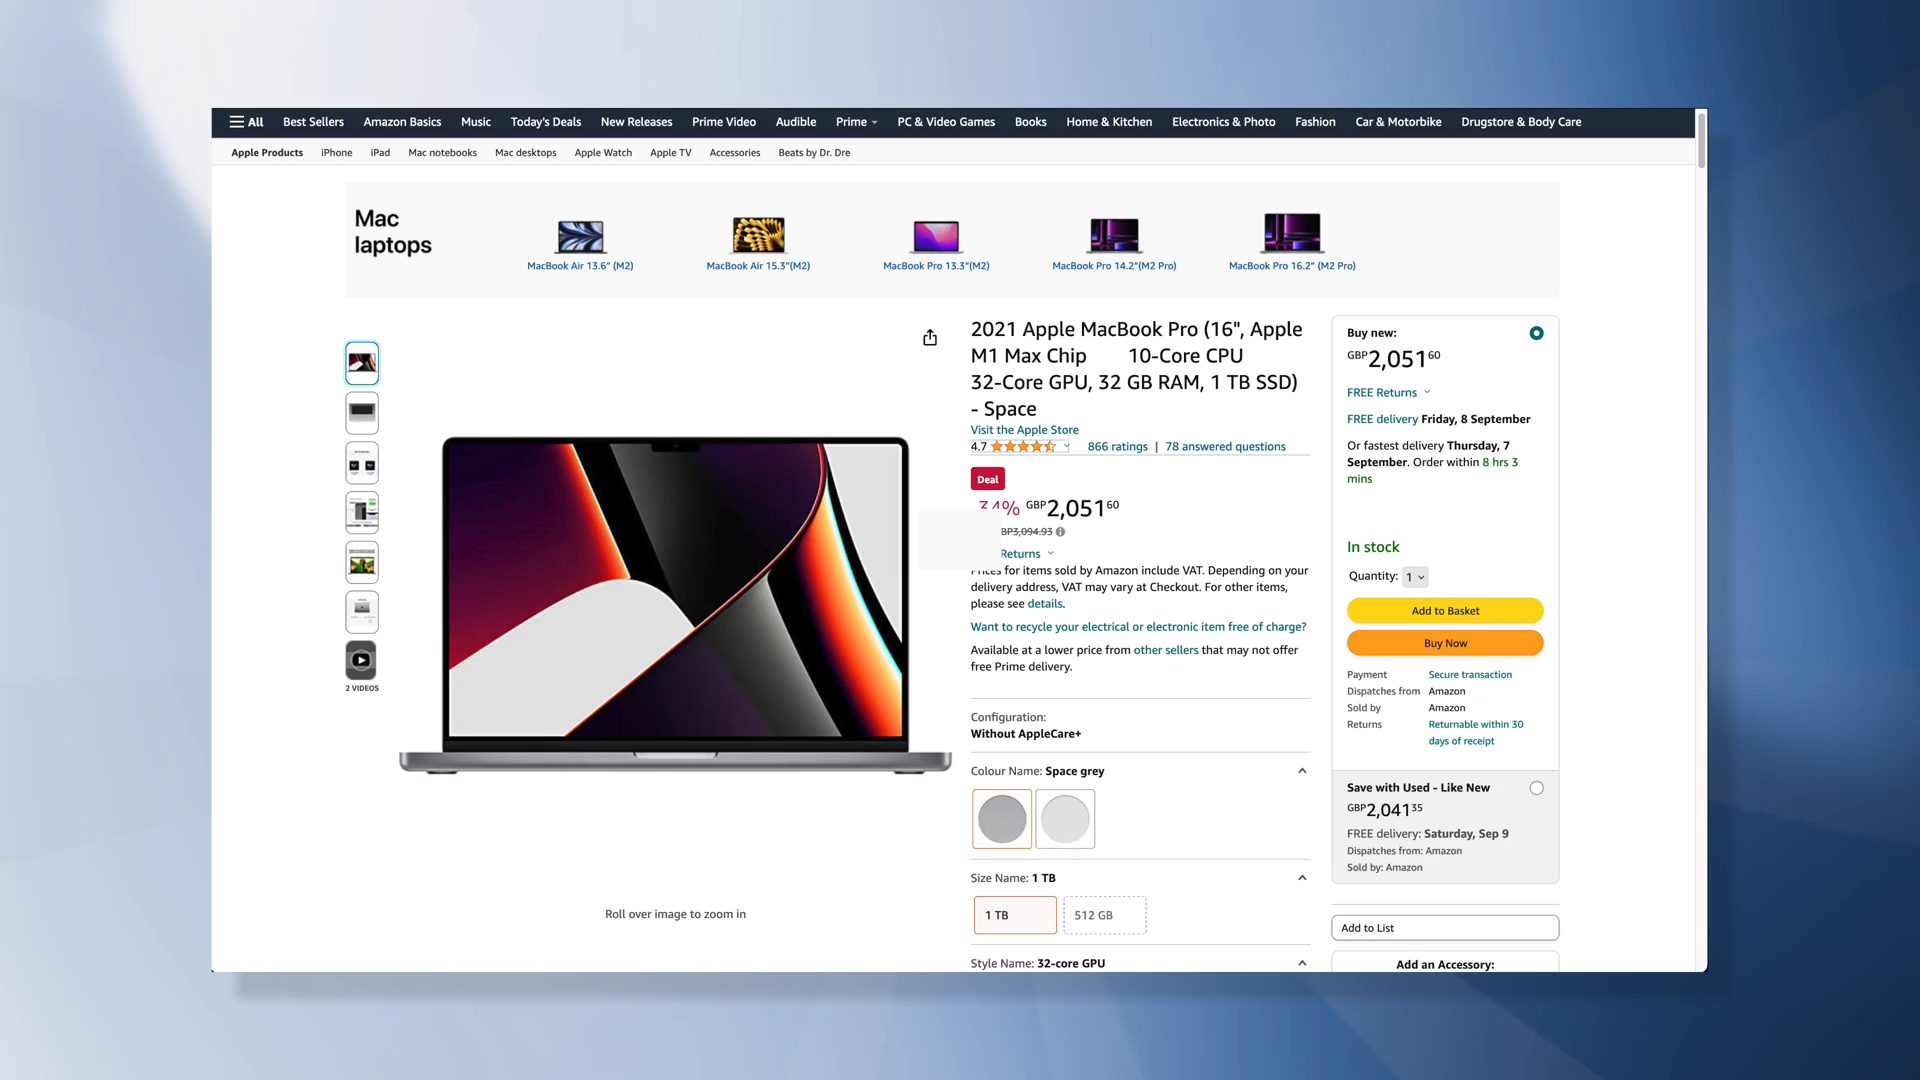 All Best Sellers Amazon Basics Music Today's Deals New Releases Prime Video Audible Prime PC & Video Games Books Home & Kitchen Electronics & Photo Fashion Car & Motorbike Drugstore & Body Care
Apple Products iPhone iPad Mac notebooks Mac desktops Apple Watch Apple TV Accessories Beats by Dr. Dre
Mac
laptops
MacBook Air 13.6" (M2)
MacBook Air 15.3"(M2)
MacBook Pro 13.3"(M2)
MacBook Pro 14.2"(M2 Pro)
MacBook Pro 16.2" (M2 Pro)
2 VIDEOS
Roll over image to zoom in
2021 Apple MacBook Pro (16", Apple
M1 Max Chip 10-Core CPU
32-Core GPU, 32 GB RAM, 1 TB SSD)
- Space
Visit the Apple Store
4.7 866 ratings | 78 answered questions
Deal
34% GBP2,05160
BP3,094.93
Returns
Prices for items sold by Amazon include VAT. Depending on your
delivery address, VAT may vary at Checkout. For other items,
please see details.
Want to recycle your electrical or electronic item free of charge?
Available at a lower price from other sellers that may not offer
free Prime delivery.
Configuration:
Without AppleCare+
Colour Name: Space grey
Size Name: 1 TB
1 TB
512 GB
Style Name: 32-core GPU
Buy new:
GBP2,05160
FREE Returns
FREE delivery Friday, 8 September
Or fastest delivery Thursday, 7
September. Order within 8 hrs 3
mins
In stock
Quantity: 1
Add to Basket
Buy Now
Payment Secure transaction
Dispatches from Amazon
Sold by Amazon
Returns Returnable within 30
days of receipt
Save with Used - Like New
GBP2,04135
FREE delivery: Saturday, Sep 9
Dispatches from: Amazon
Sold by: Amazon
Add to List
Add an Accessory: